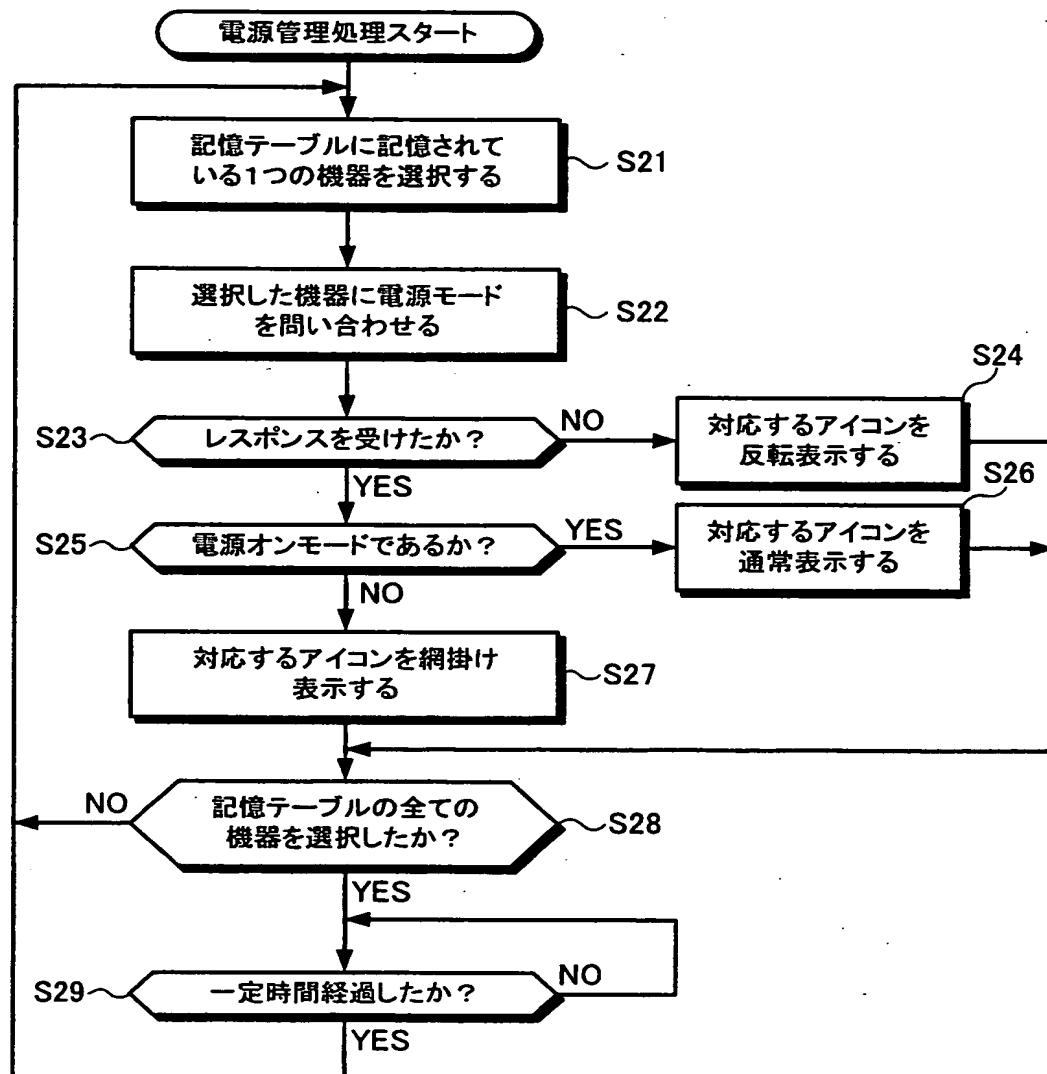 電源管理処理スタート
記憶テーブルに記憶されて
いる1つの機器を選択する
S21
選択した機器に電源モード
を問い合わせる
S22
S24
S23
レスポンスを受けたか?
NO
対応するアイコンを
反転表示する
YES
S26
S25
電源オンモードであるか?
YES
対応するアイコンを
通常表示する
NO
対応するアイコンを網掛け
表示する
S27
NO
記憶テーブルの全ての
機器を選択したか?
S28
YES
S29
一定時間経過したか?
NO
YES